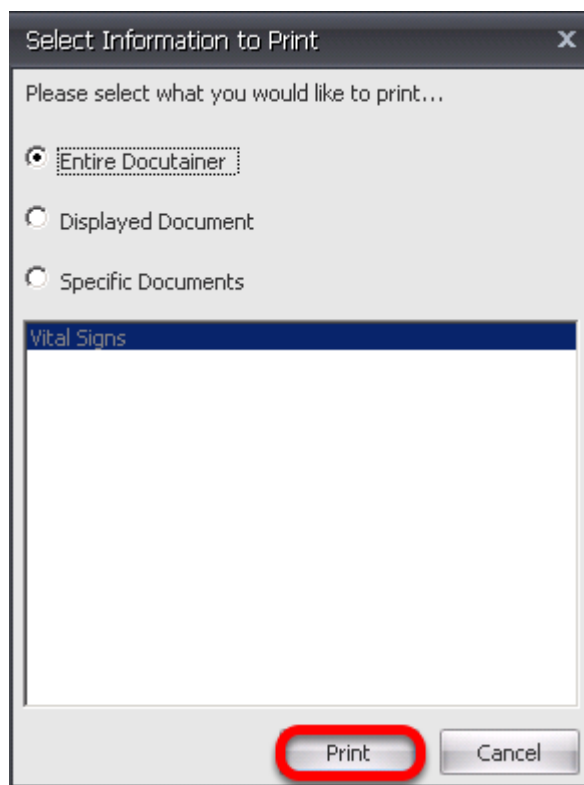 Select Information to Print
Please select what you would like to print...
Entire Docutainer
Displayed Document
Specific Documents
Vital Signs
Print Cancel